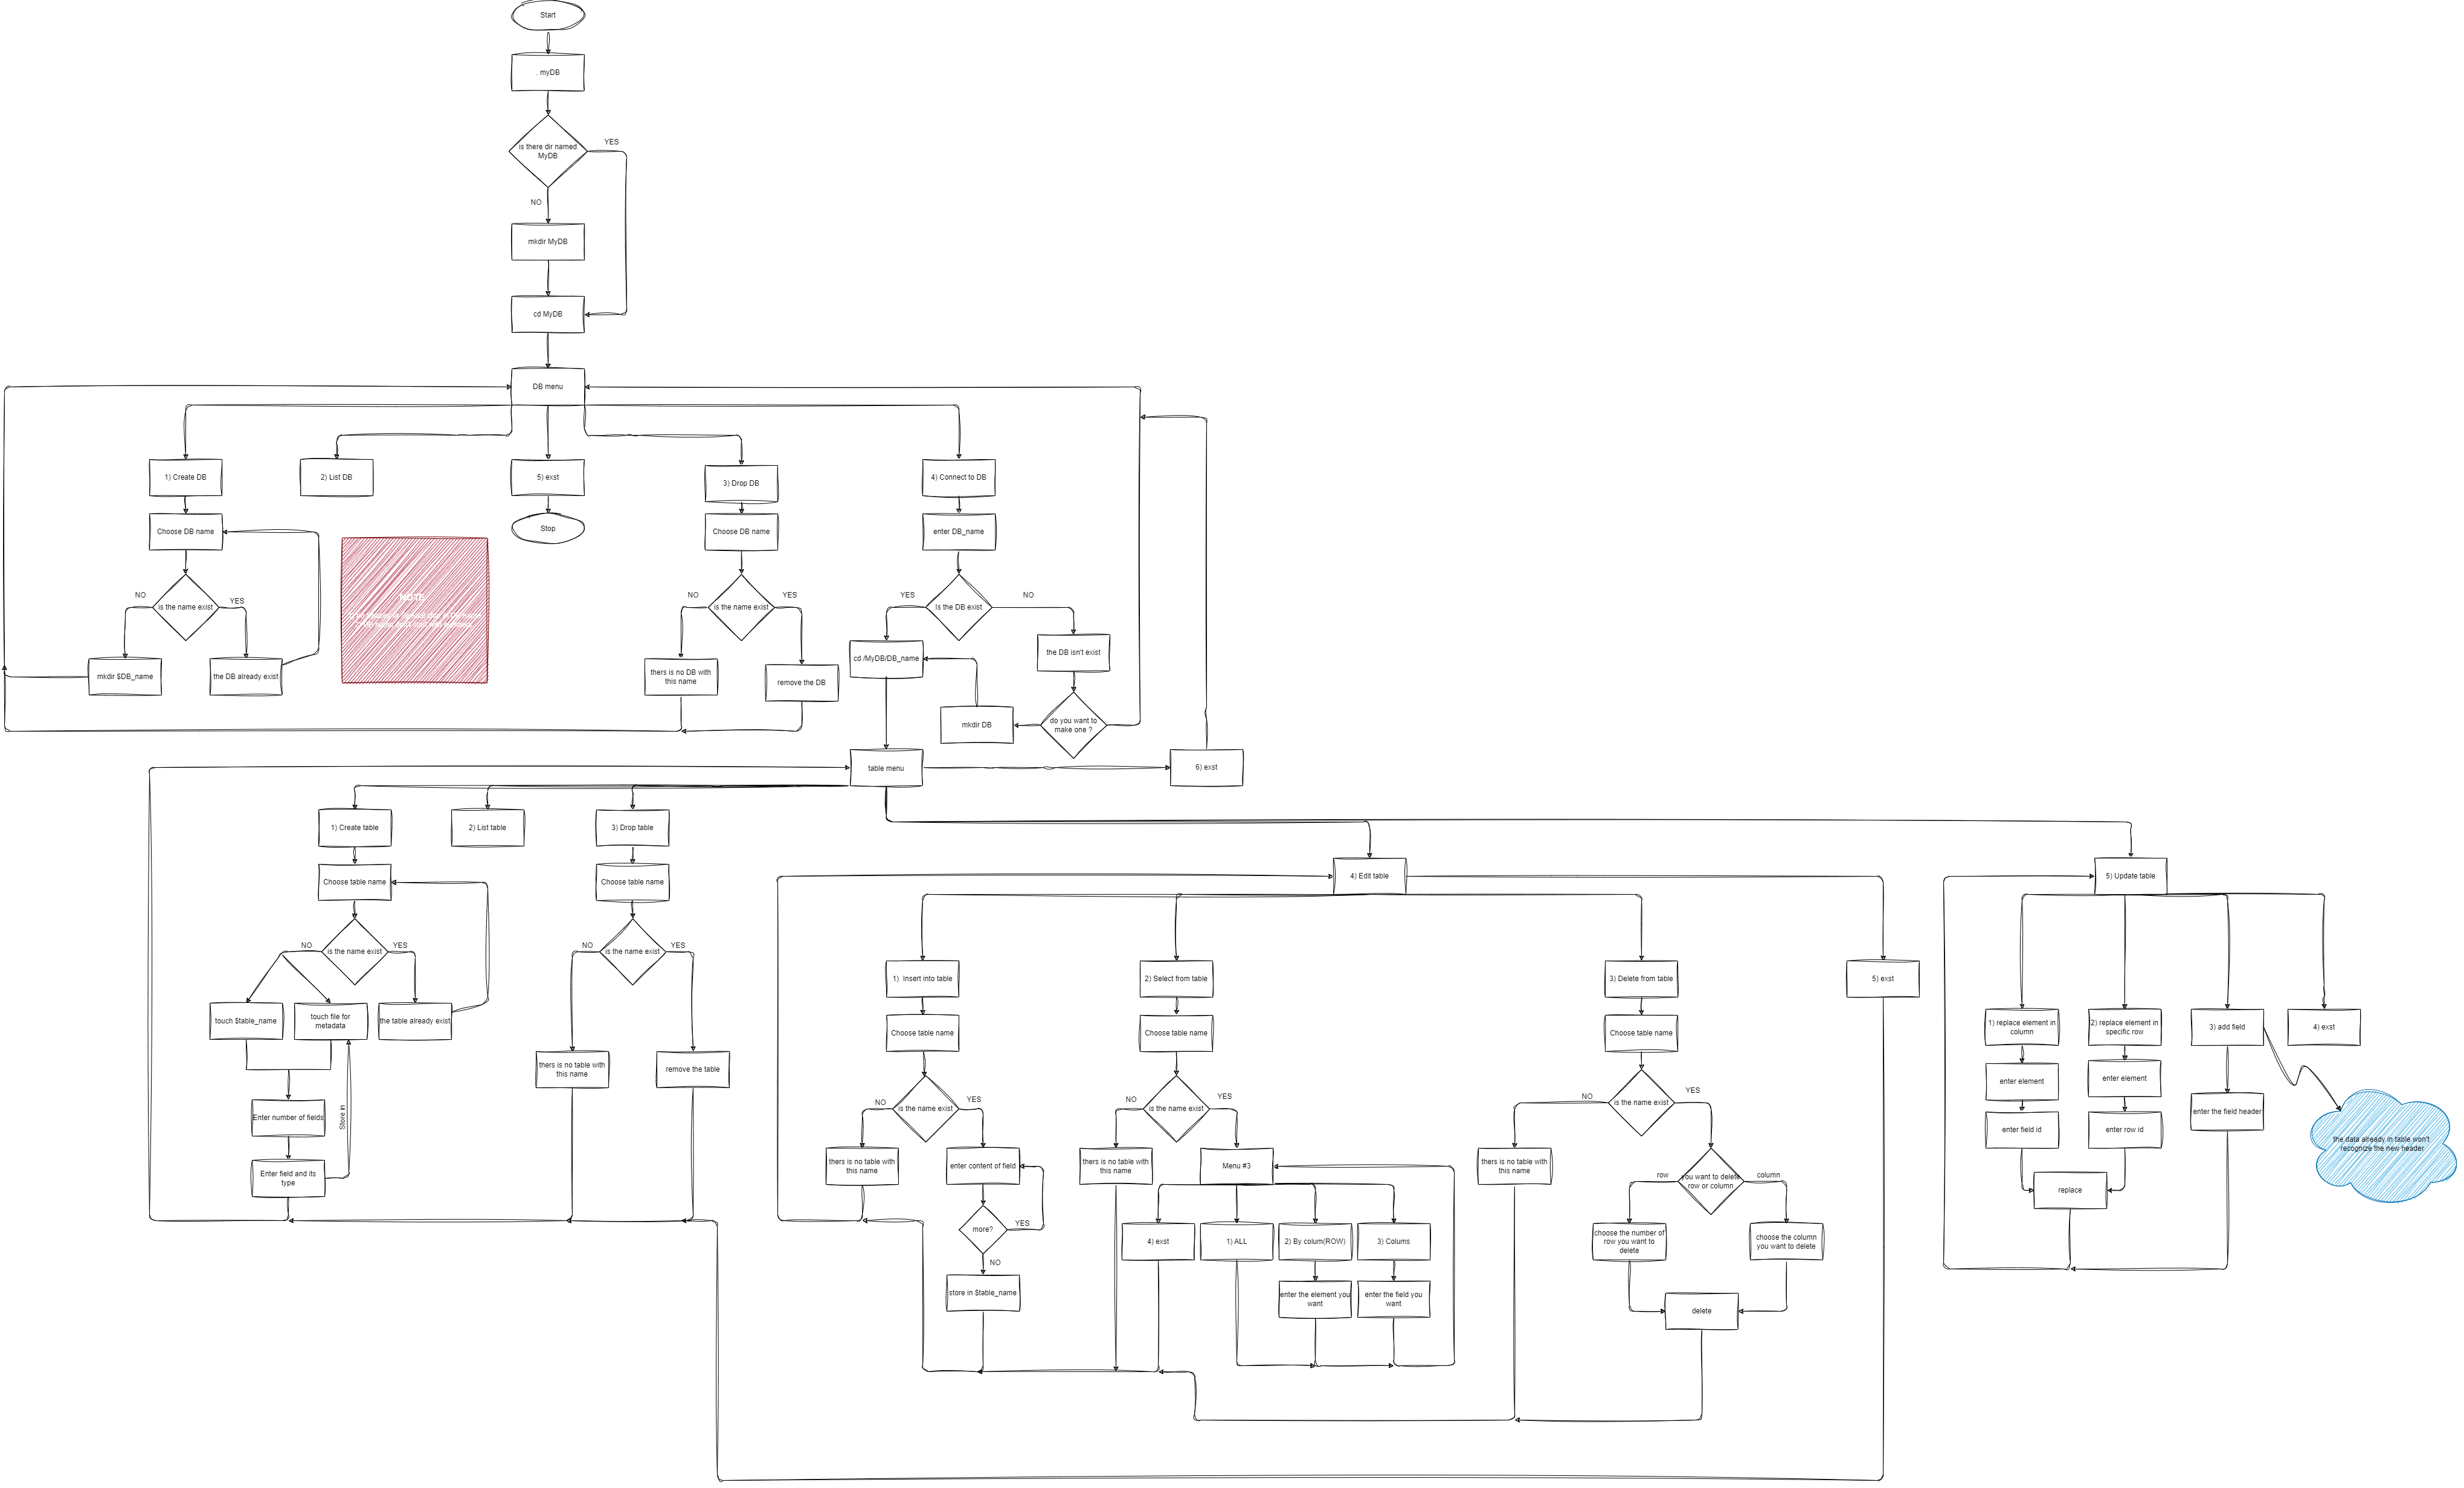 Start
. myDB
is there dir named
MyDB
YES
NO
mkdir MyDB
cd MyDB
DB menu
1) Create DB
2) List DB
5) exst
3) Drop DB
4) Connect to DB
Choose DB name
Stop
Choose DB name
enter DB_name
NOTE
NO
is the name exist
YES
NO
is the name exist
YES
YES
is the DB exist
NO
mkdir $DB_name
the DB already exist
thers is no DB with
this name
remove the DB
cd /MyDB/DB_name
the DB isn't exist
mkdir DB
do you want to
make one ?
table menu
6) exst
1) Create table
2) List table
3) Drop table
4) Edit table
5) Update table
Choose table name
Choose table name
NO
is the name exist
YES
NO
is the name exist
YES
touch $table_name
touch file for
metadata
the table already exist
thers is no table with
this name
remove the table
Enter number of fields
Store in
Enter field and its
type
1)  Insert into table
2) Select from table
3) Delete from table
5) exst
Choose table name
Choose table name
Choose table name
NO
is the name exist
YES
NO
is the name exist
YES
NO
is the name exist
YES
thers is no table with
this name
enter content of field
thers is no table with
this name
Menu #3
thers is no table with
this name
row
you want to delete
row or column
column
more?
YES
NO
store in $table_name
4) exst
1) ALL
2) By colum(ROW)
3) Colums
enter the element you
want
enter the field you
want
choose the number of
row you want to
delete
choose the column
you want to delete
delete
1) replace element in
column
2) replace element in
specific row
3) add field
4) exst
enter element
enter element
enter the field header
enter field id
enter row id
the data already in table won't
recognize the new header
replace